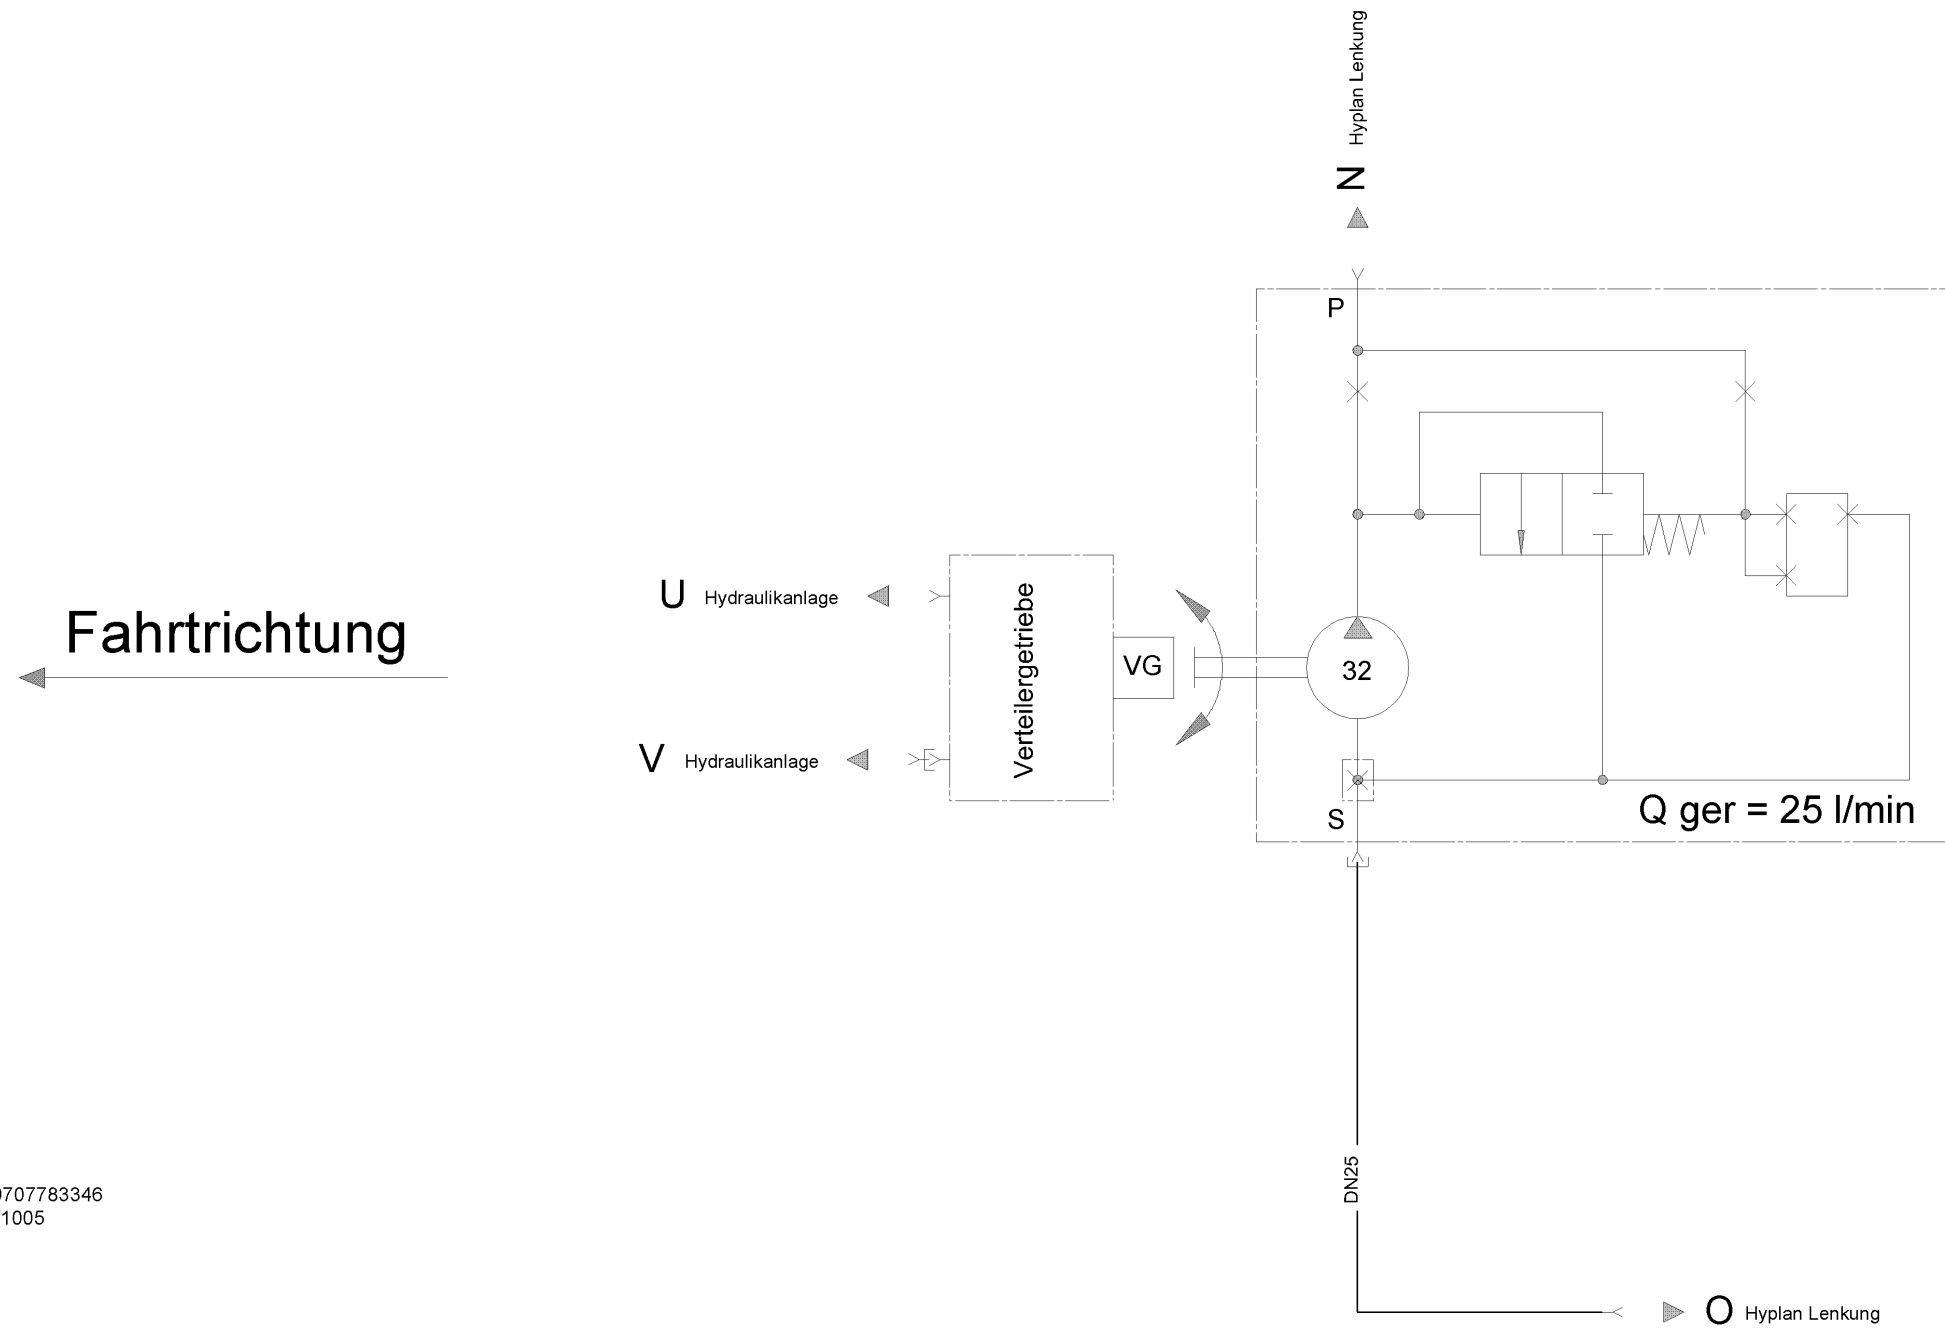 Hyplan Lenkung
N
P
U Hydraulikanlage
Fahrtrichtung
Verteilergetriebe
VG
32
V Hydraulikanlage
Q ger = 25 l/min
S
DN25
0707783346
1005
O Hyplan Lenkung